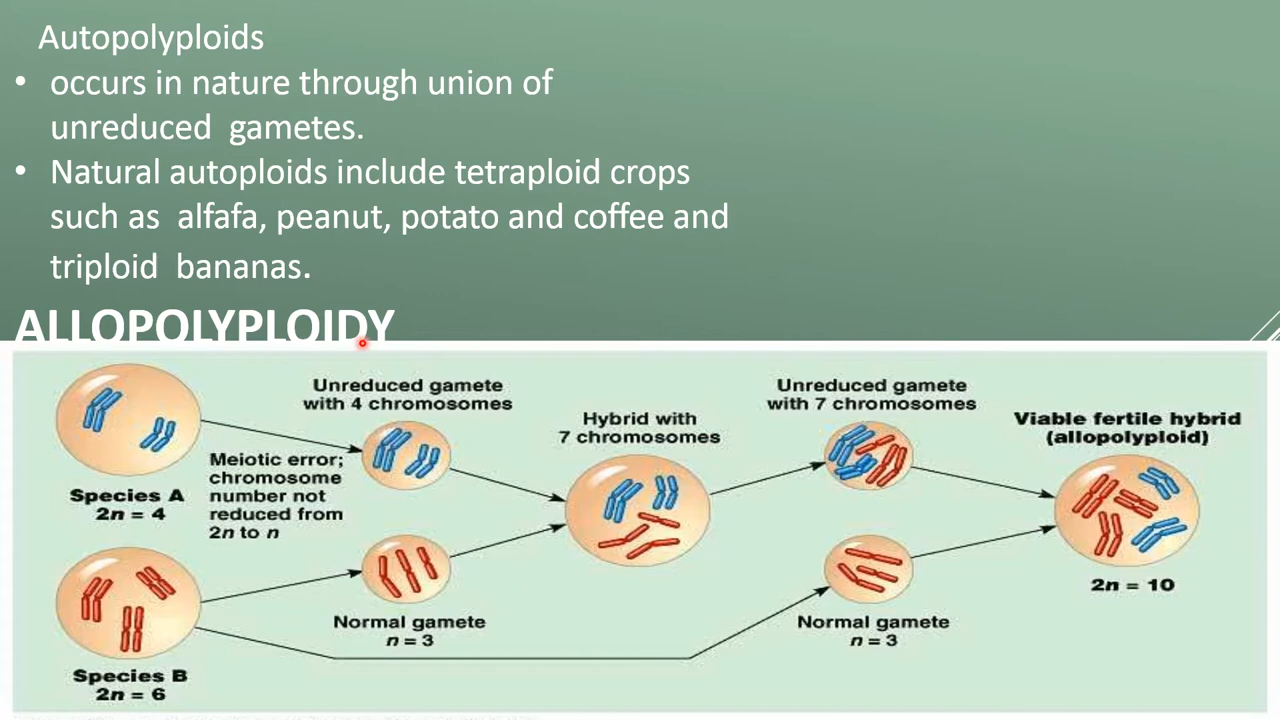 Autopolyploids
• occurs in nature through union of
unreduced gametes.
• Natural autoploids include tetraploid crops
such as alfafa, peanut, potato and coffee and
triploid bananas.
ALLOPOLYPLOIDY
Unreduced gamete
with 4 chromosomes
Unreduced gamete
with 7 chromosomes
Hybrid with
7 chromosomes
Viable fertile hybrid
(allopolyploid)
Meiotic error;
chromosome
number not
reduced from
2n to n
Species A
2n = 4
2n = 10
Normal gamete
n = 3
Normal gamete
n = 3
Species B
2n = 6